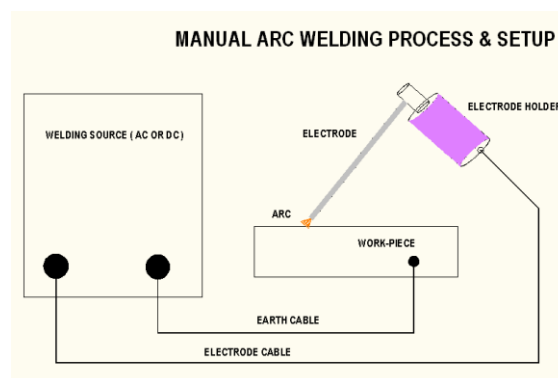 MANUAL ARC WELDING PROCESS & SETUP
WELDING SOURCE ( AC OR DC )
ELECTRODE
ELECTRODE HOLDER
ARC
WORK-PIECE
EARTH CABLE
ELECTRODE CABLE